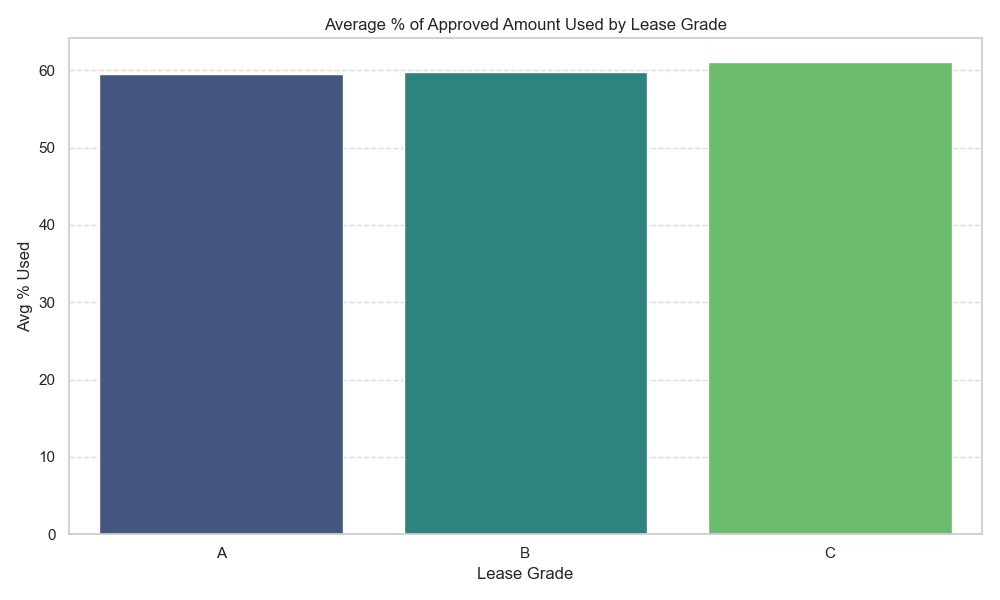 Average % of Approved Amount Used by Lease Grade
Avg % Used
60
50
40
30
20
10
0
A
B
C
Lease Grade